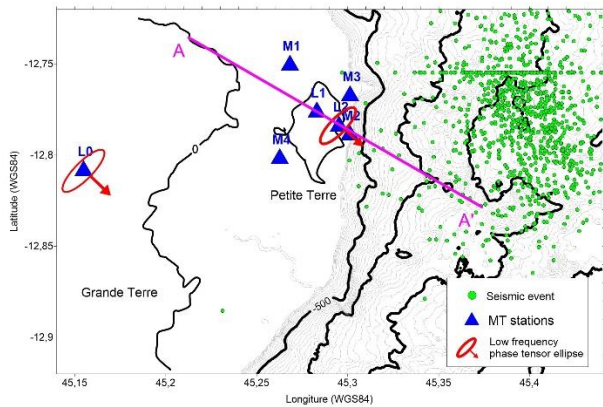 -12,75
-12,8
-12,85
-12,9
Latitude (WGS84)
A
M1
M3
L1
L2
M2
M4
L0
0
Petite Terre
A'
Grande Terre
-500
Seismic event
MT stations
Low frequency
phase tensor ellipse
45,15
45,2
45,25
45,3
45,35
45,4
Longiture (WGS84)